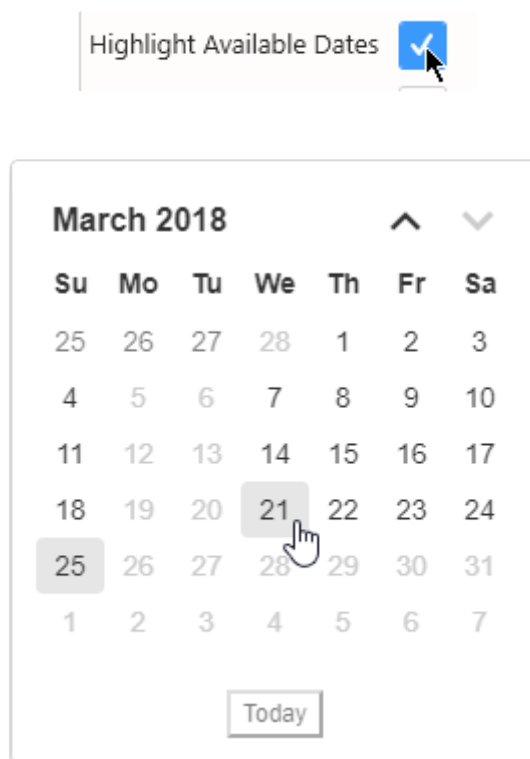 Highlight Available Dates
March 2018
Su Mo Tu We Th Fr Sa
25 26 27 28 1 2 3
4 5 6 7 8 9 10
11 12 13 14 15 16 17
18 19 20 21 22 23 24
25 26 27 28 29 30 31
1 2 3 4 5 6 7
Today